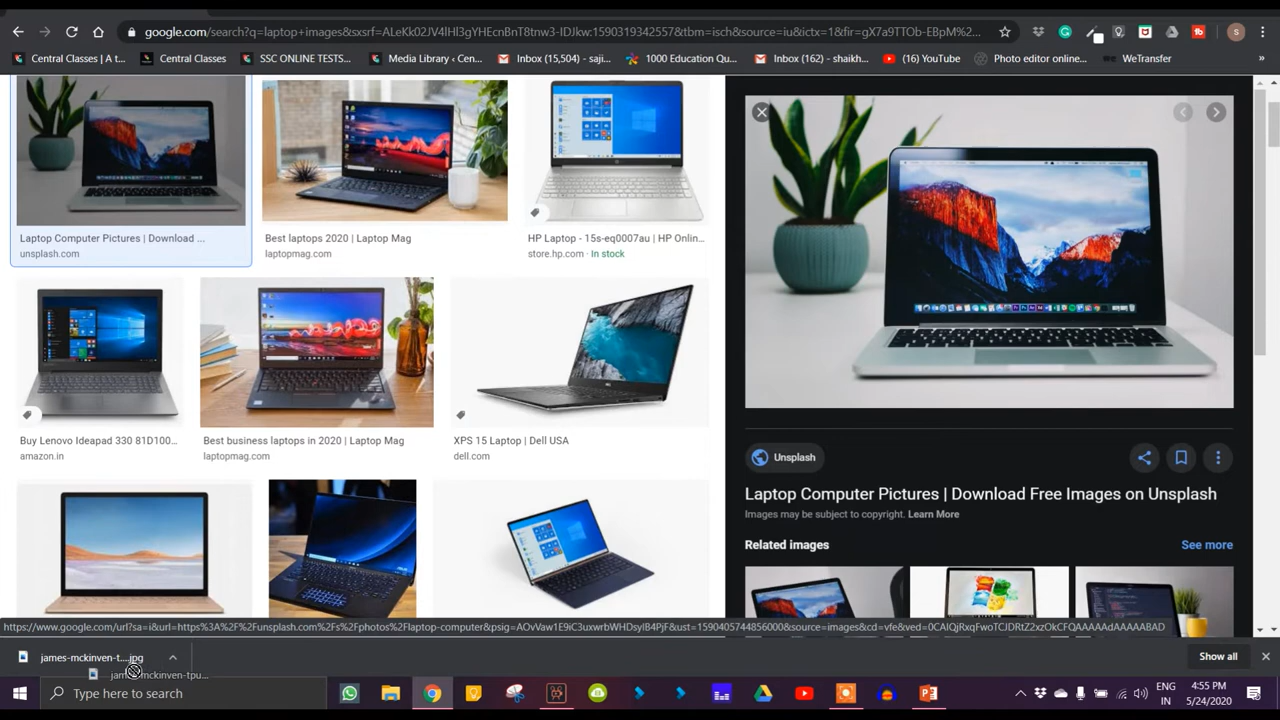 google.com/search?q=laptop+images&sxsrf=ALeKk02JV4lHl3gYHEcnBnT8tnw3-IDJkw:1590319342557&tbm=isch&source=iu&ictx=1&fir=gX7a9TTOb-EBpM%2...
Central Classes | A t...
Central Classes
SSC ONLINE TESTS...
Media Library ‹ Cen...
Inbox (15,504) - saji...
1000 Education Qu...
Inbox (162) - shaikh...
(16) YouTube
Photo editor online...
WeTransfer
»
Laptop Computer Pictures | Download ...
unsplash.com
Best laptops 2020 | Laptop Mag
laptopmag.com
HP Laptop - 15s-eq0007au | HP Onlin...
store.hp.com · In stock
Buy Lenovo Ideapad 330 81D100...
amazon.in
Best business laptops in 2020 | Laptop Mag
laptopmag.com
XPS 15 Laptop | Dell USA
dell.com
Unsplash
Laptop Computer Pictures | Download Free Images on Unsplash
Images may be subject to copyright. Learn More
Related images
See more
https://www.google.com/url?sa=i&url=https%3A%2F%2Funsplash.com%2Fs%2Fphotos%2Flaptop-computer&psig=AOvVaw1E9iC3uxwrbWHDsyIB4PjF&ust=1590405744856000&source=images&cd=vfe&ved=0CAIQjRxqFwoTCJDRtZ2xzOkCFQAAAAAdAAAAABAD
james-mckinven-t....jpg
Show all
Type here to search
ENG
IN
4:55 PM
5/24/2020